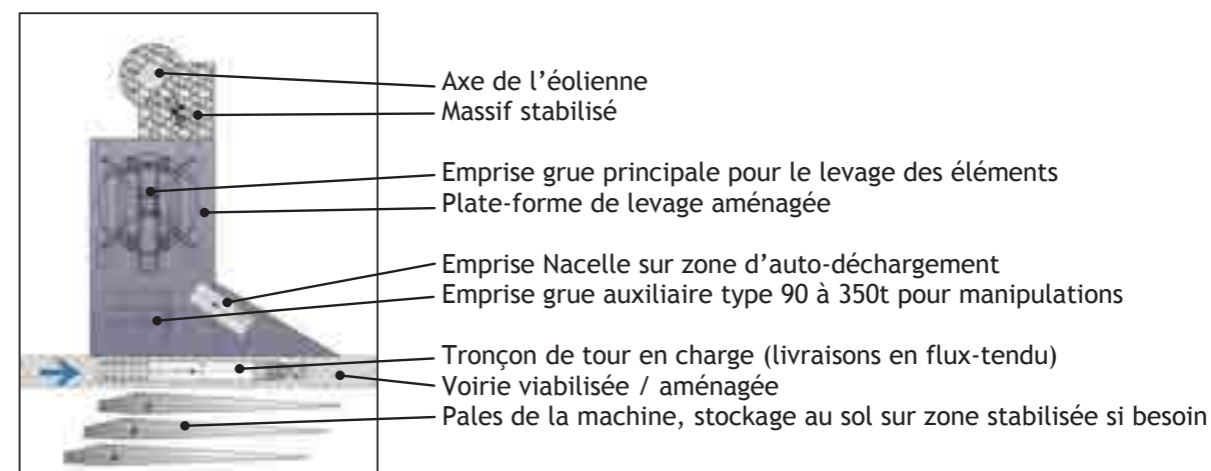 Axe de l’éolienne
Massif stabilisé
Emprise grue principale pour le levage des éléments
Plate-forme de levage aménagée
Emprise Nacelle sur zone d’auto-déchargement
Emprise grue auxiliaire type 90 à 350t pour manipulations
Tronçon de tour en charge (livraisons en flux-tendu)
Voirie viabilisée / aménagée
Pales de la machine, stockage au sol sur zone stabilisée si besoin